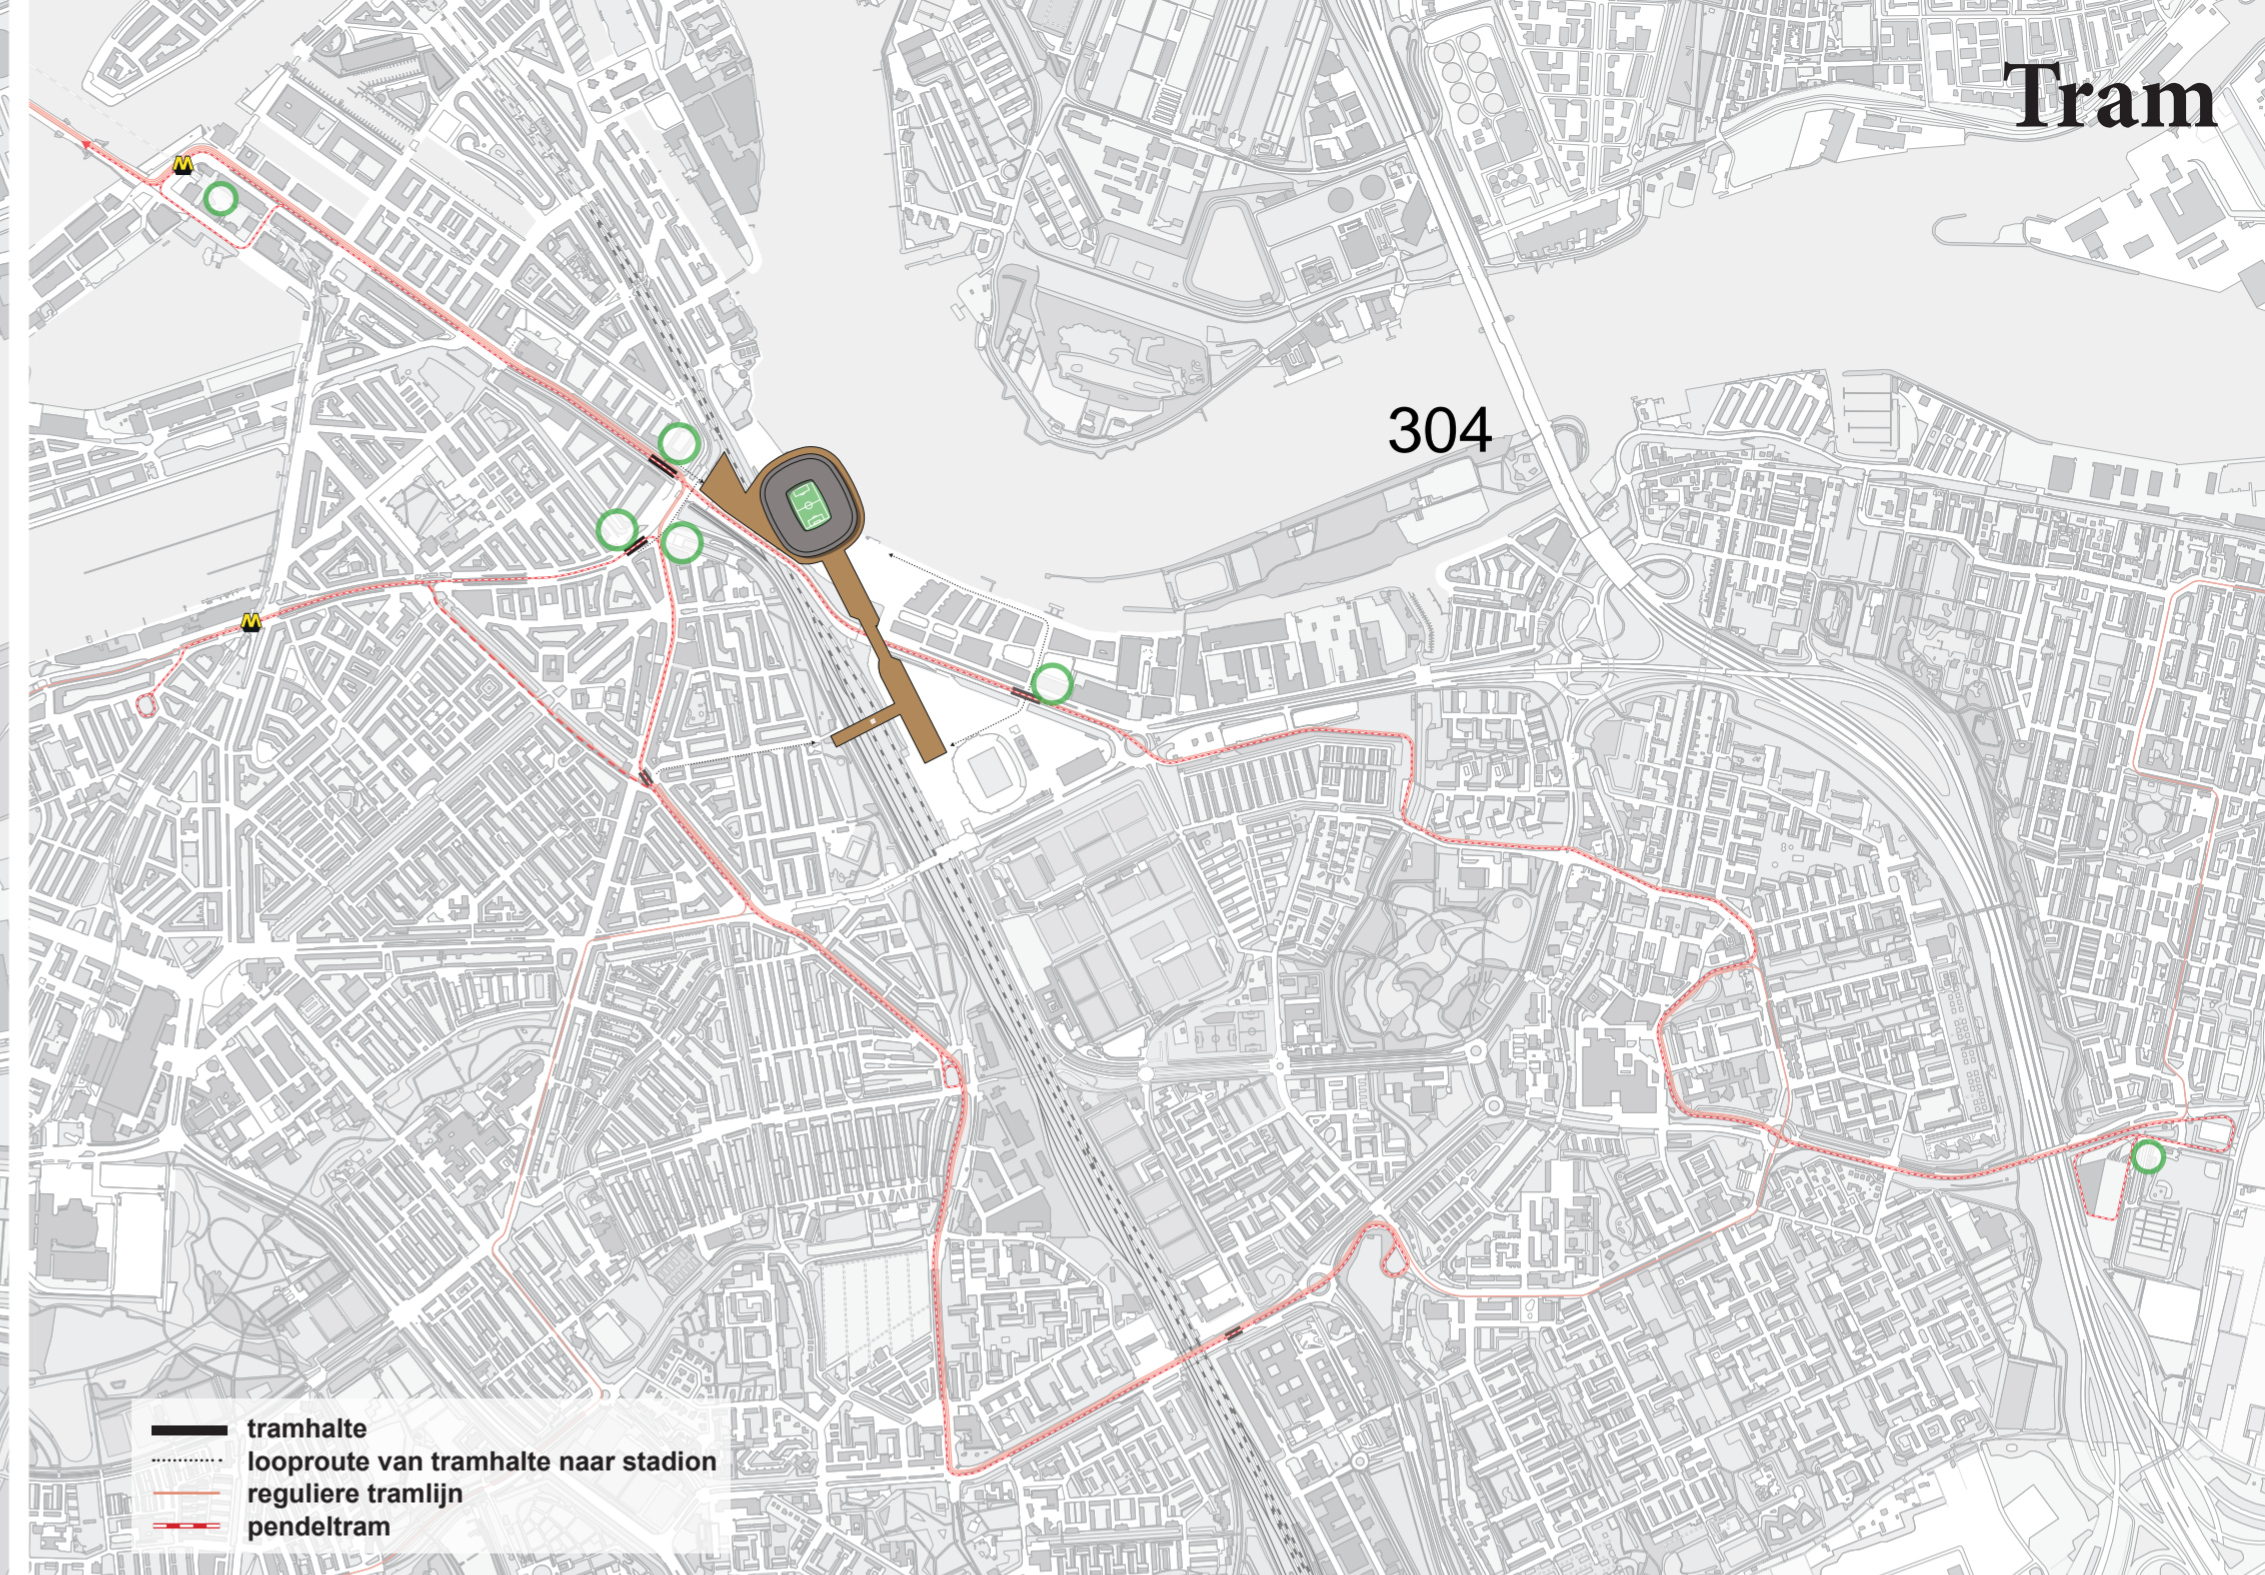 Tram
M
304
M
tramhalte
looproute van tramhalte naar stadion
reguliere tramlijn
pendeltram